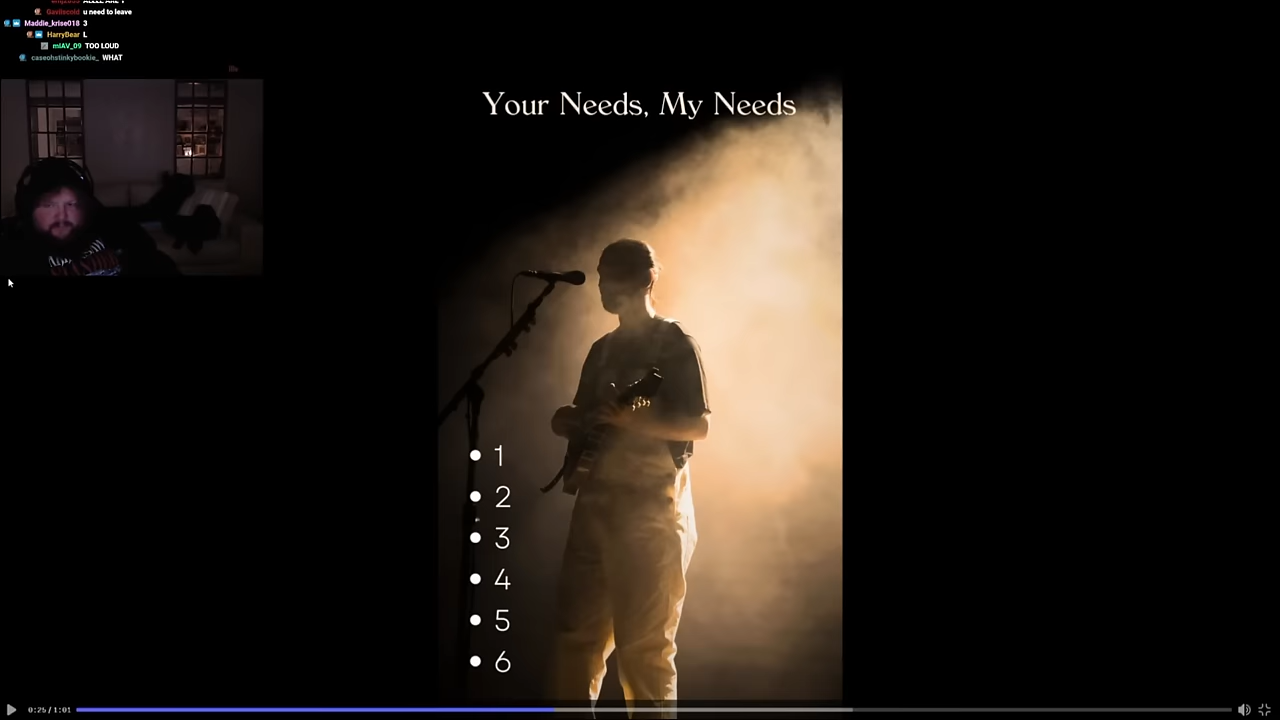 Gavilscold u need to leave
Maddie_krise018 3
HarryBear L
mIAV_09 TOO LOUD
caseohstinkybookie_ WHAT
Your Needs, My Needs
• 1
• 2
• 3
• 4
• 5
• 6
0:25 / 1:01